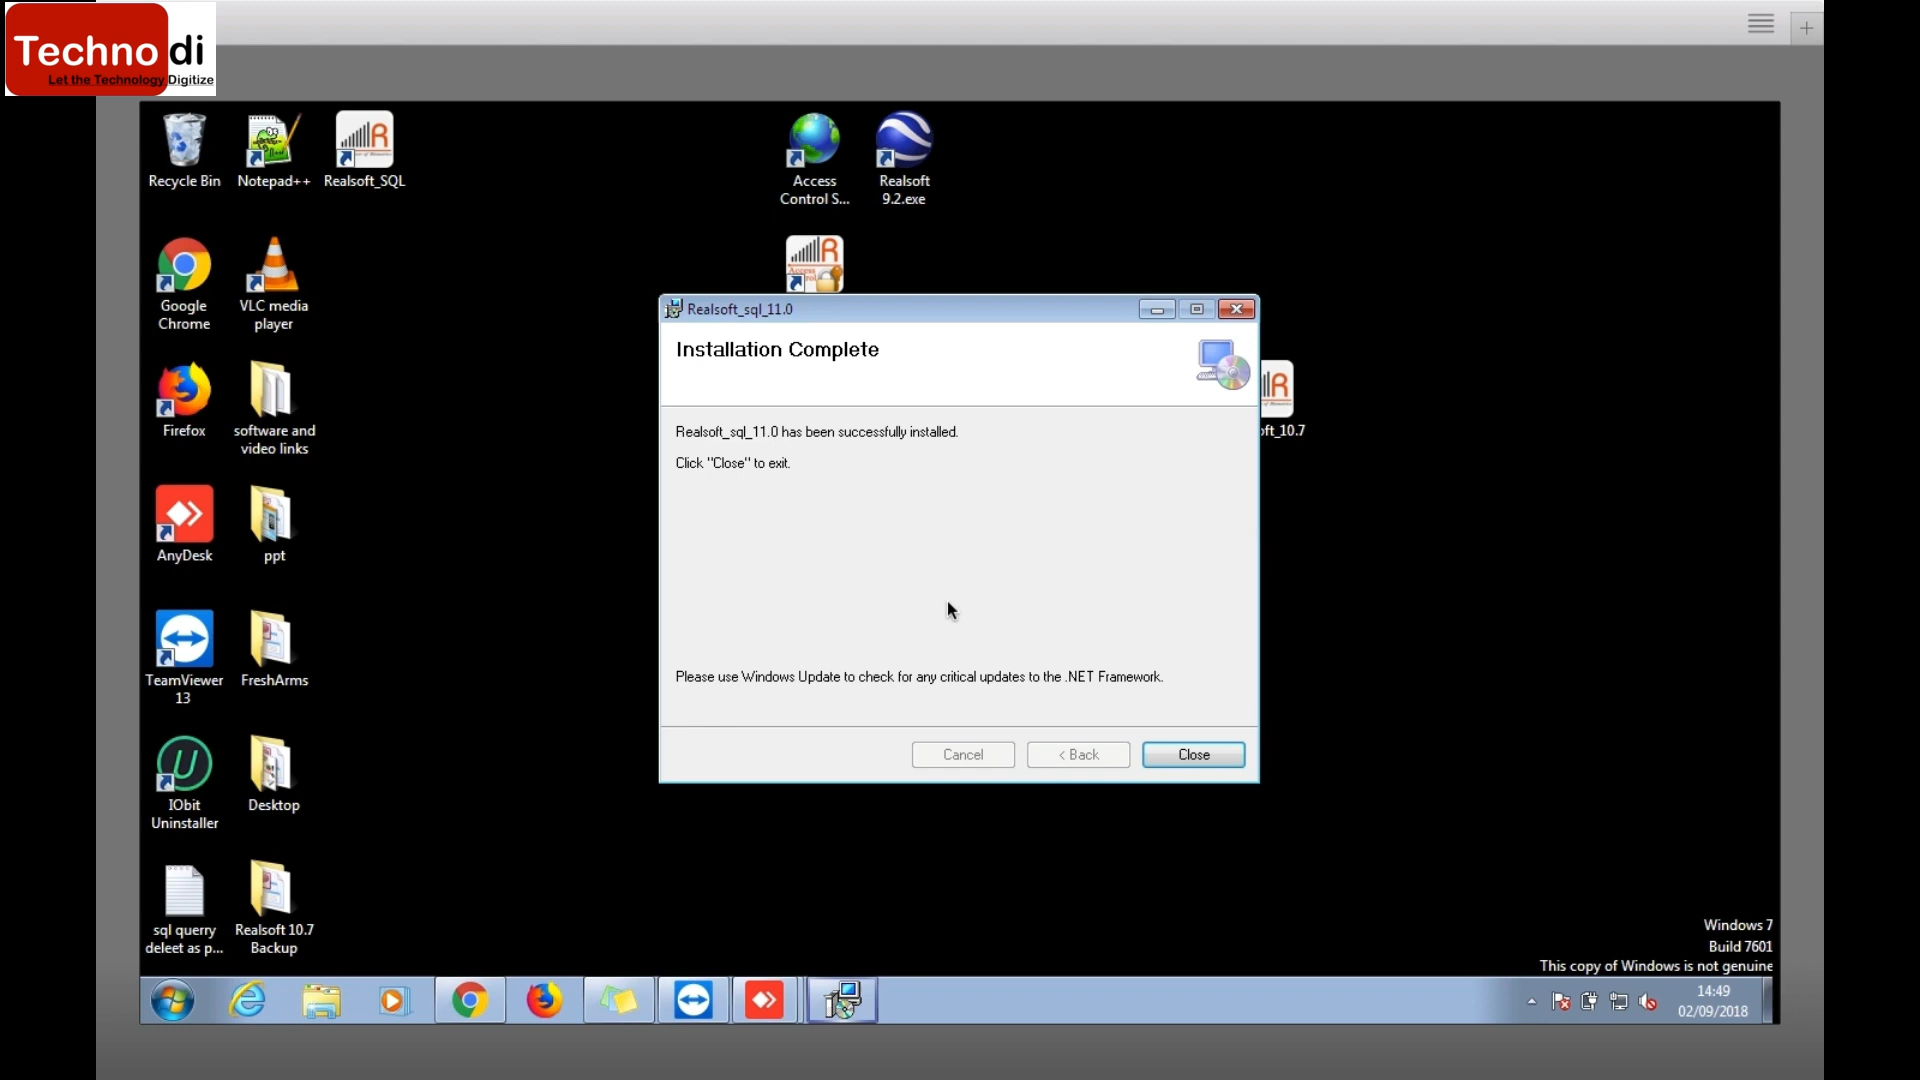 Techno di
Let the Technology Digitize
Recycle Bin
Notepad++
Realsoft_SQL
Access
Control S...
Realsoft
9.2.exe
Google
Chrome
VLC media
player
Realsoft_sql_11.0
Installation Complete
Realsoft_sql_11.0 has been successfully installed.
Click "Close" to exit.
Please use Windows Update to check for any critical updates to the .NET Framework.
Cancel
< Back
Close
oft_10.7
Firefox
software and
video links
AnyDesk
ppt
TeamViewer
13
FreshArms
IObit
Uninstaller
Desktop
sql querry
deleet as p...
Realsoft 10.7
Backup
Windows 7
Build 7601
This copy of Windows is not genuine
14:49
02/09/2018